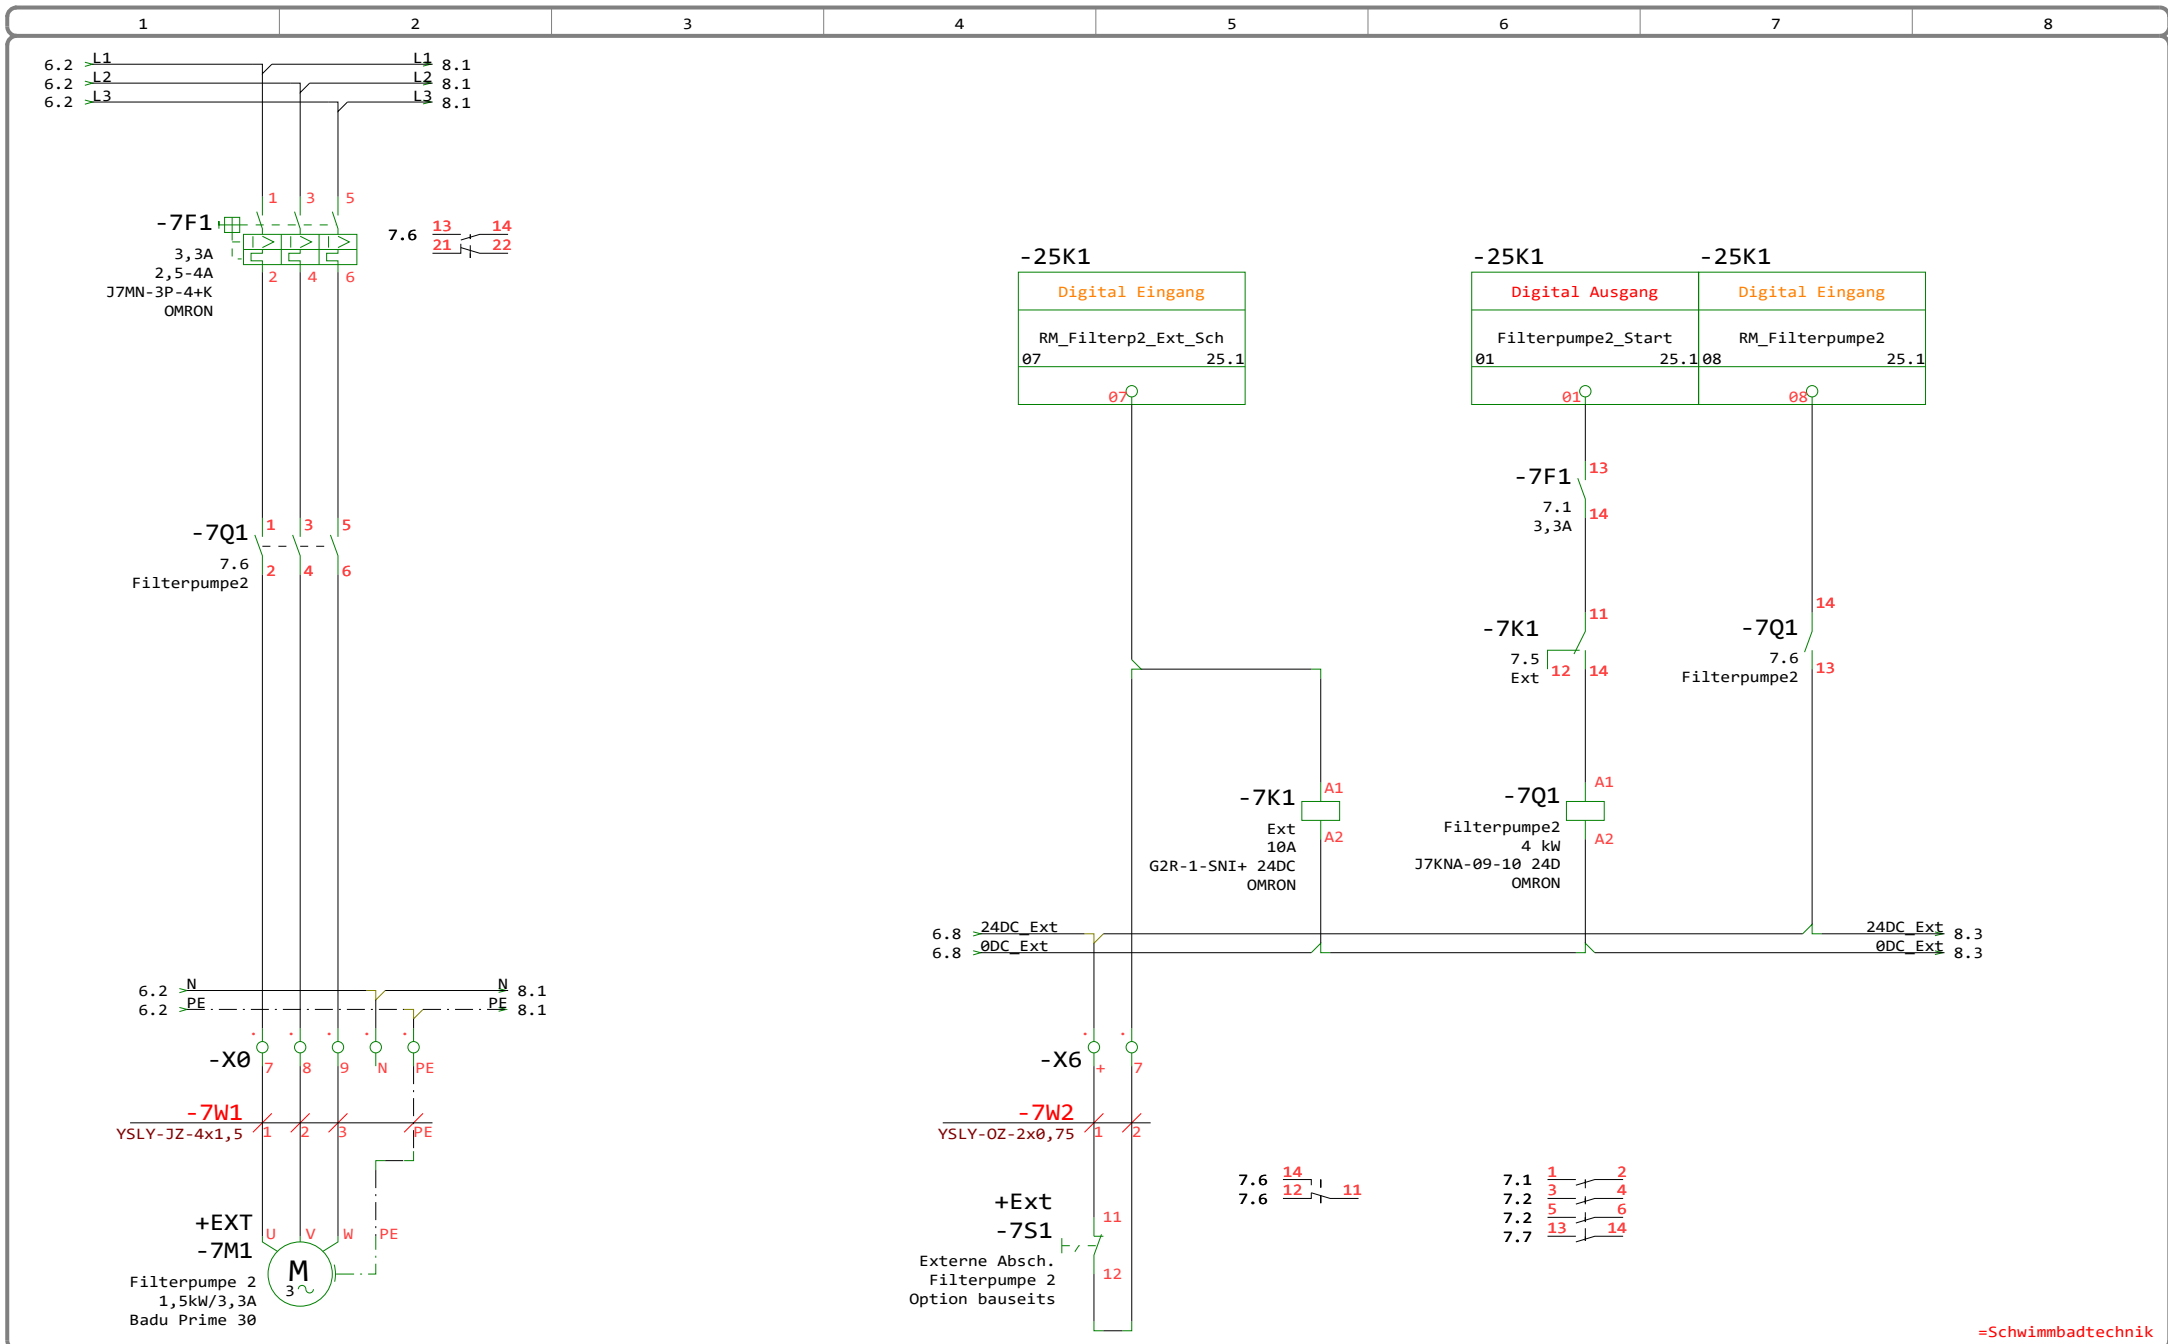 1 2 3 4 5 6 7 8
6.2 L1 L1 8.1
6.2 L2 L2 8.1
6.2 L3 L3 8.1
1 3 5
-7F1
3,3A
2,5-4A
J7MN-3P-4+K
OMRON
2 4 6
7.6 13 14
21 22
-25K1
Digital Eingang
RM_Filterp2_Ext_Sch
07 25.1
07
-25K1
Digital Ausgang
Filterpumpe2_Start
01 25.1
01
-25K1
Digital Eingang
RM_Filterpumpe2
08 25.1
08
-7F1
7.1
3,3A
13
14
-7Q1
7.6
Filterpumpe2
1 3 5
2 4 6
-7K1
7.5
Ext
11
12 14
-7Q1
7.6
Filterpumpe2
14
13
-7K1
Ext
10A
G2R-1-SNI+ 24DC
OMRON
A1
A2
-7Q1
Filterpumpe2
4 kW
J7KNA-09-10 24D
OMRON
A1
A2
6.8 24DC_Ext 24DC_Ext 8.3
6.8 0DC_Ext 0DC_Ext 8.3
6.2 N N 8.1
6.2 PE PE 8.1
-X0
7 8 9 N PE
-7W1
YSLY-JZ-4x1,5
1 2 3 PE
+EXT
-7M1
Filterpumpe 2
1,5kW/3,3A
Badu Prime 30
U V W PE
M
3
-X6
+ 7
-7W2
YSLY-OZ-2x0,75
1 2
+Ext
-7S1
Externe Absch.
Filterpumpe 2
Option bauseits
11
12
7.6 14
7.6 12 11
7.1 1 2
7.2 3 4
7.2 5 6
7.7 13 14
=Schwimmbadtechnik